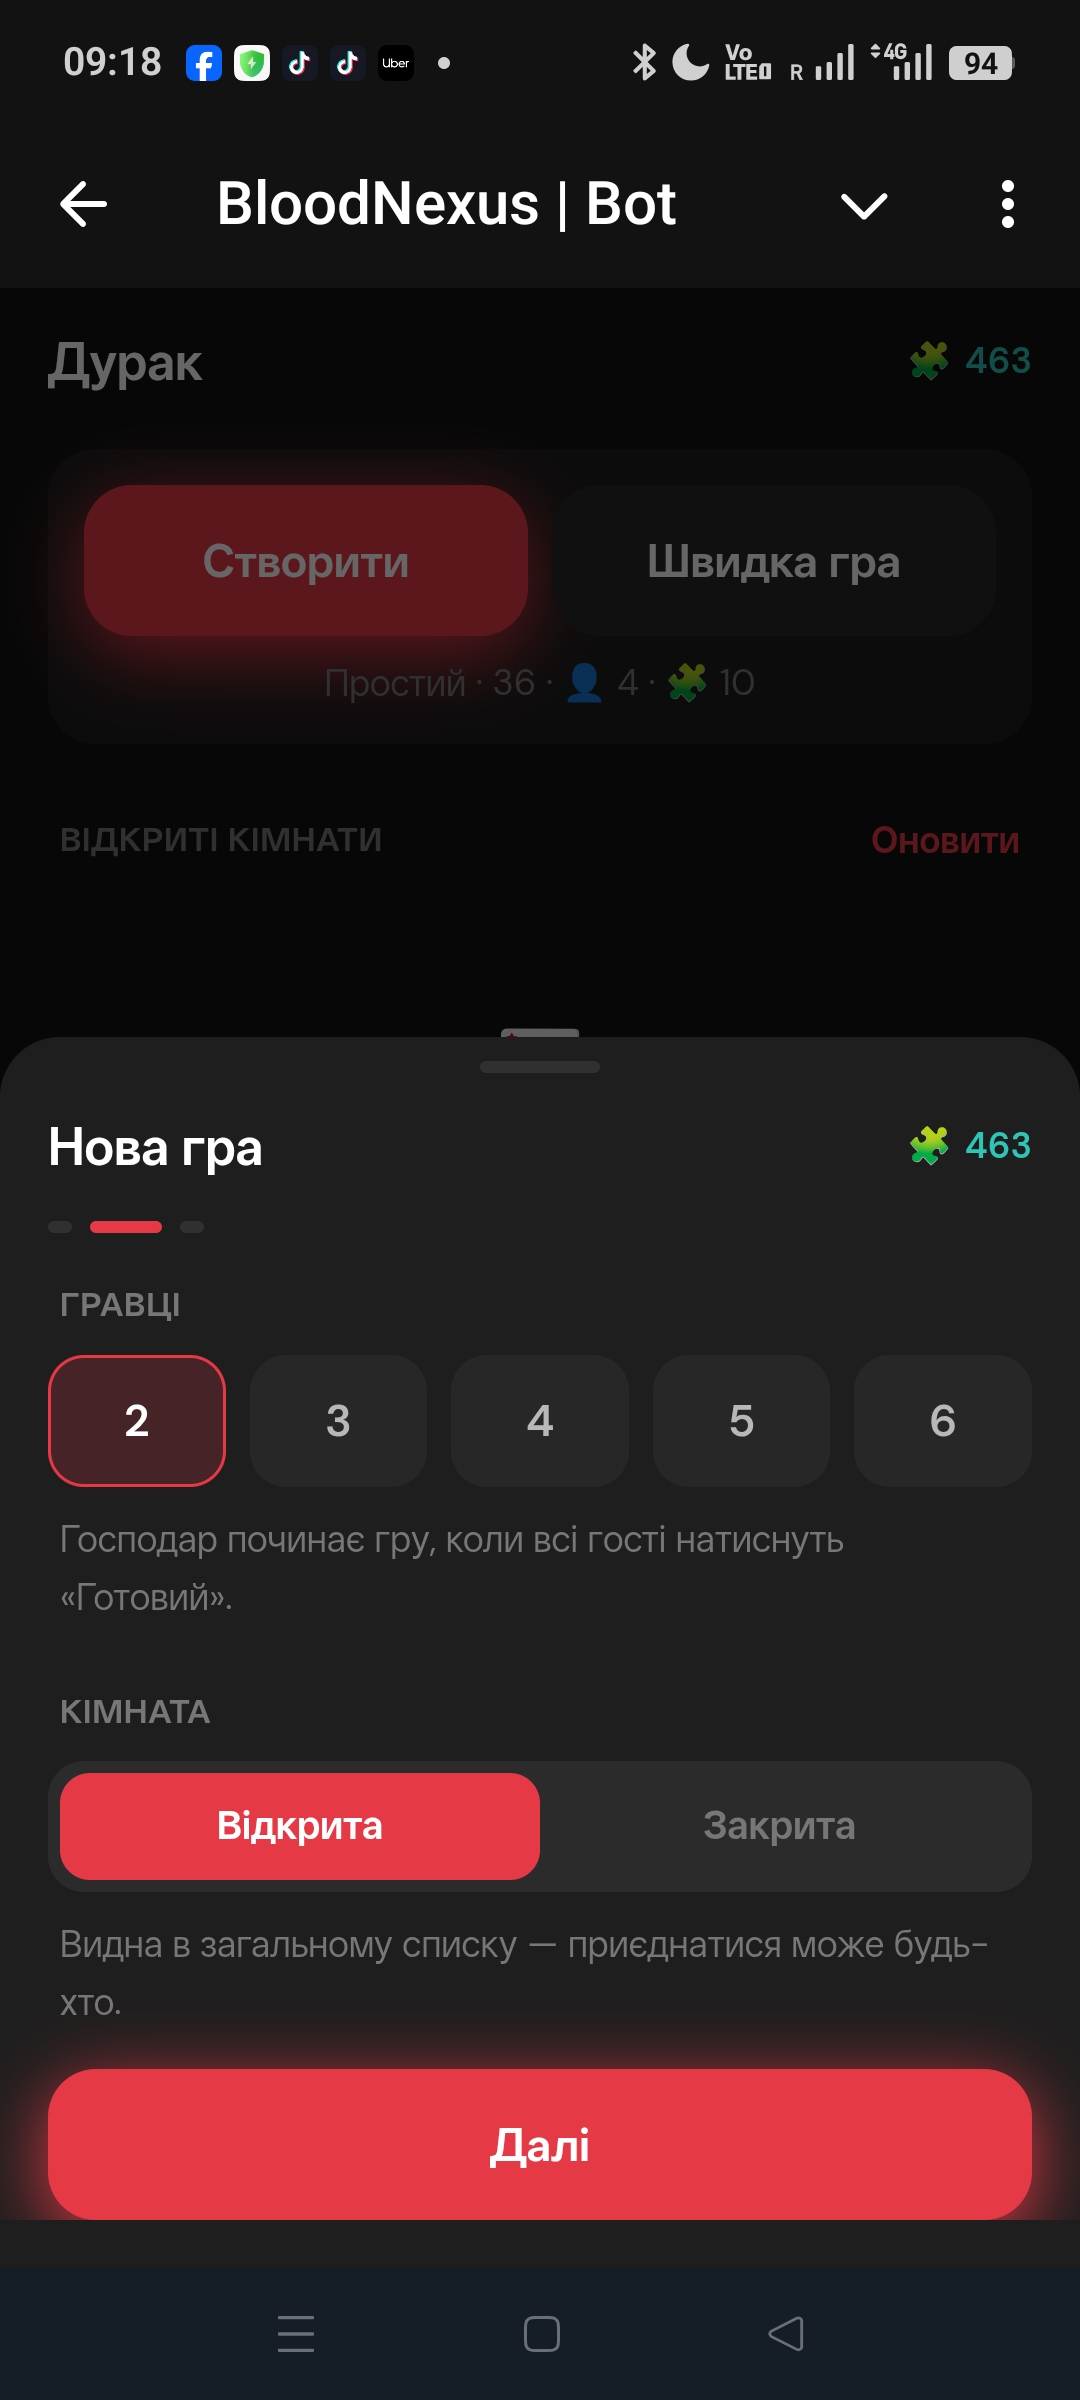 09:18
Uber
Vo
LTE
R
4G
94
BloodNexus | Bot
Дурак
463
Створити
Швидка гра
Простий · 36 · 4 · 10
ВІДКРИТІ КІМНАТИ
Оновити
Нова гра
463
ГРАВЦІ
2
3
4
5
6
Господар починає гру, коли всі гості натиснуть
«Готовий».
КІМНАТА
Відкрита
Закрита
Видна в загальному списку — приєднатися може будь-
хто.
Далі